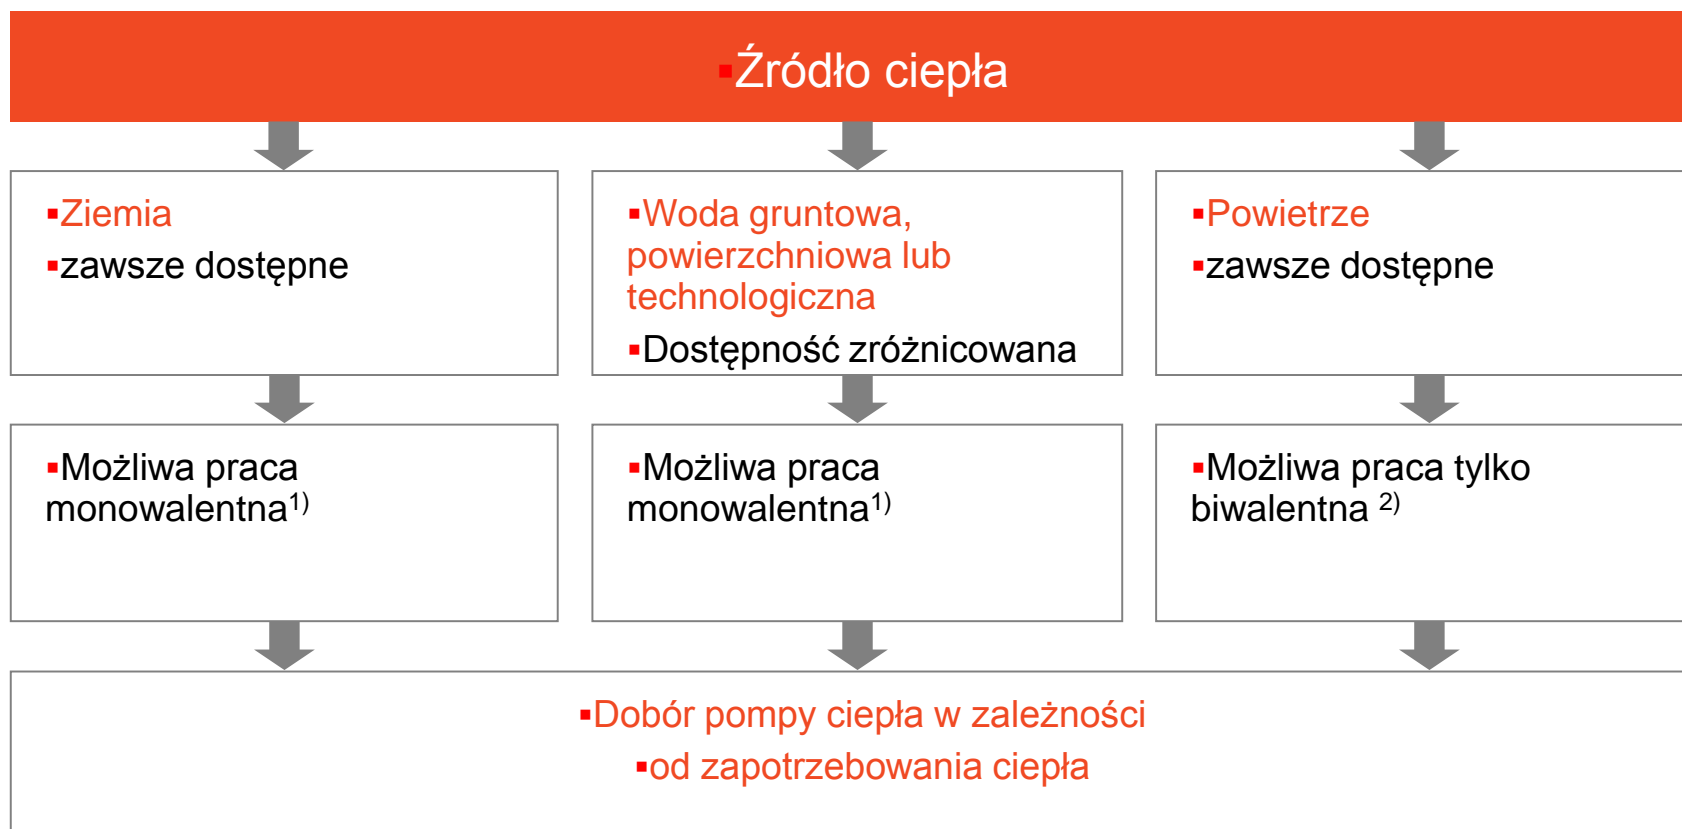 ▪Źródło ciepła
▪Ziemia
▪zawsze dostępne
▪Woda gruntowa,
powierzchniowa lub
technologiczna
▪Dostępność zróżnicowana
▪Powietrze
▪zawsze dostępne
▪Możliwa praca
monowalentna1)
▪Możliwa praca
monowalentna1)
▪Możliwa praca tylko
biwalentna 2)
▪Dobór pompy ciepła w zależności
▪od zapotrzebowania ciepła